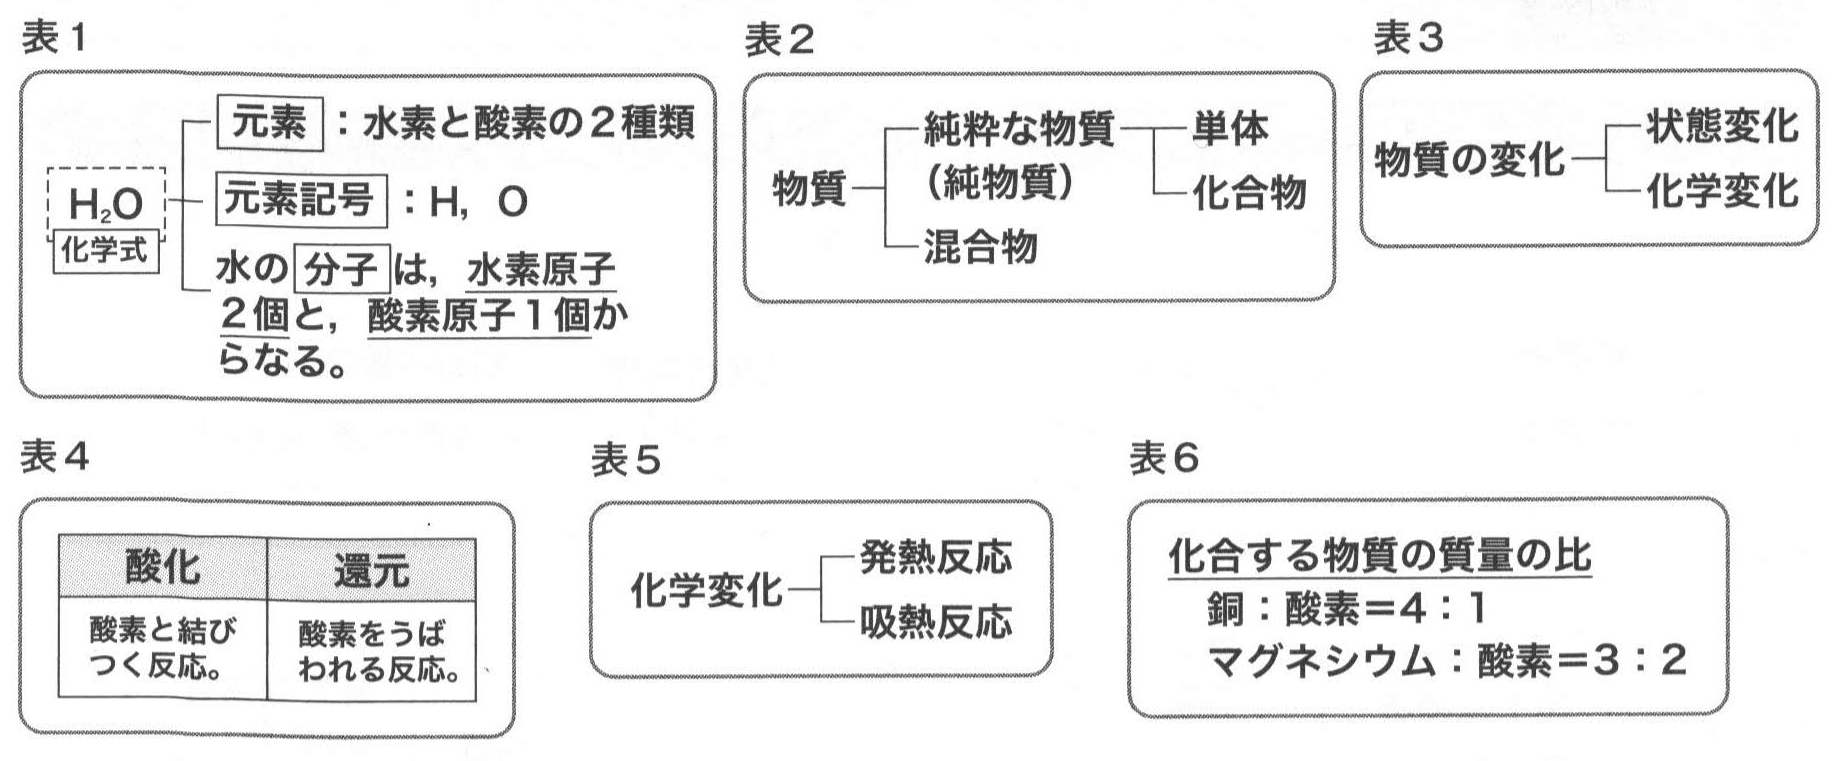 表1
元素：水素と酸素の2種類
H₂O
化学式
元素記号：H，O
水の分子は，水素原子
2個と，酸素原子1個か
らなる。
表2
物質
純粋な物質
（純物質）
単体
化合物
混合物
表3
物質の変化
状態変化
化学変化
表4
酸化
還元
酸素と結び
つく反応。
酸素をうば
われる反応。
表5
化学変化
発熱反応
吸熱反応
表6
化合する物質の質量の比
銅：酸素＝4：1
マグネシウム：酸素＝3：2